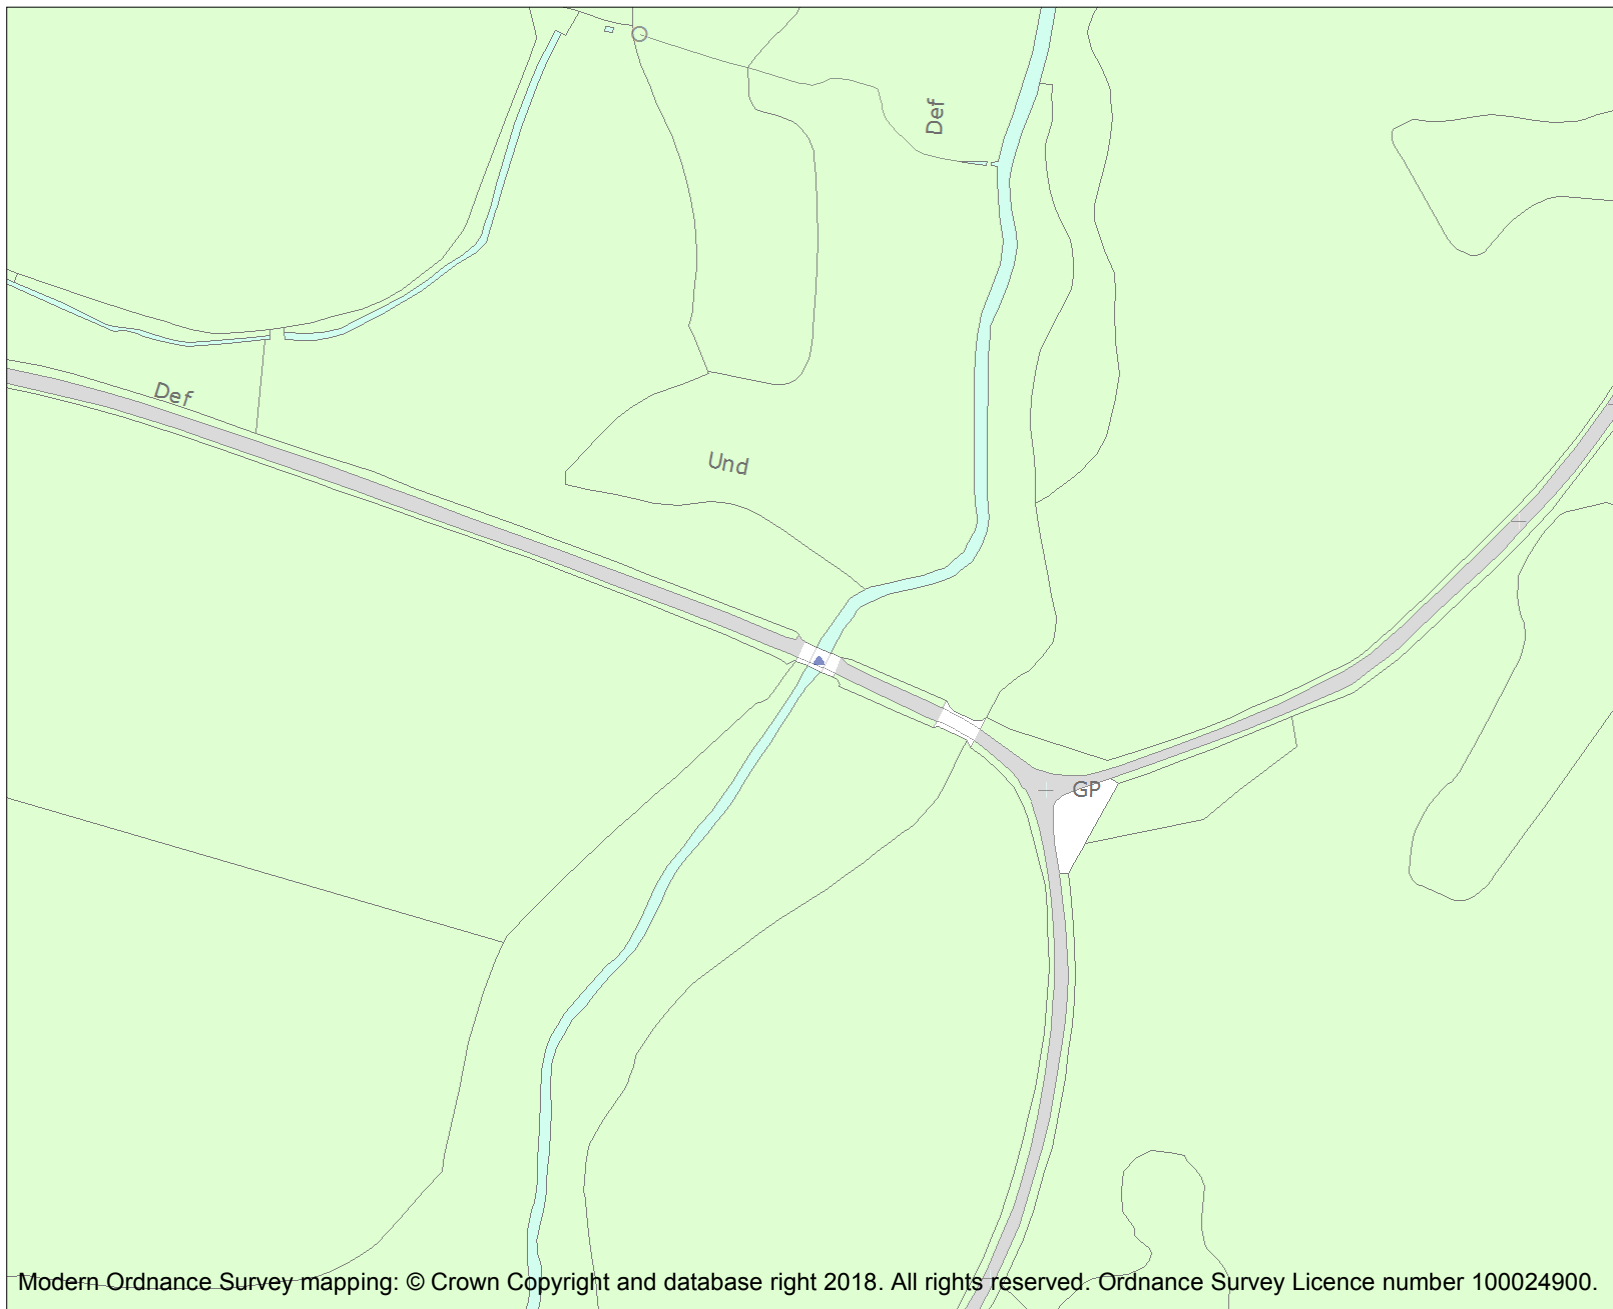 Def
Def
Und
GP
Modern Ordnance Survey mapping: © Crown Copyright and database right 2018. All rights reserved. Ordnance Survey Licence number 100024900.